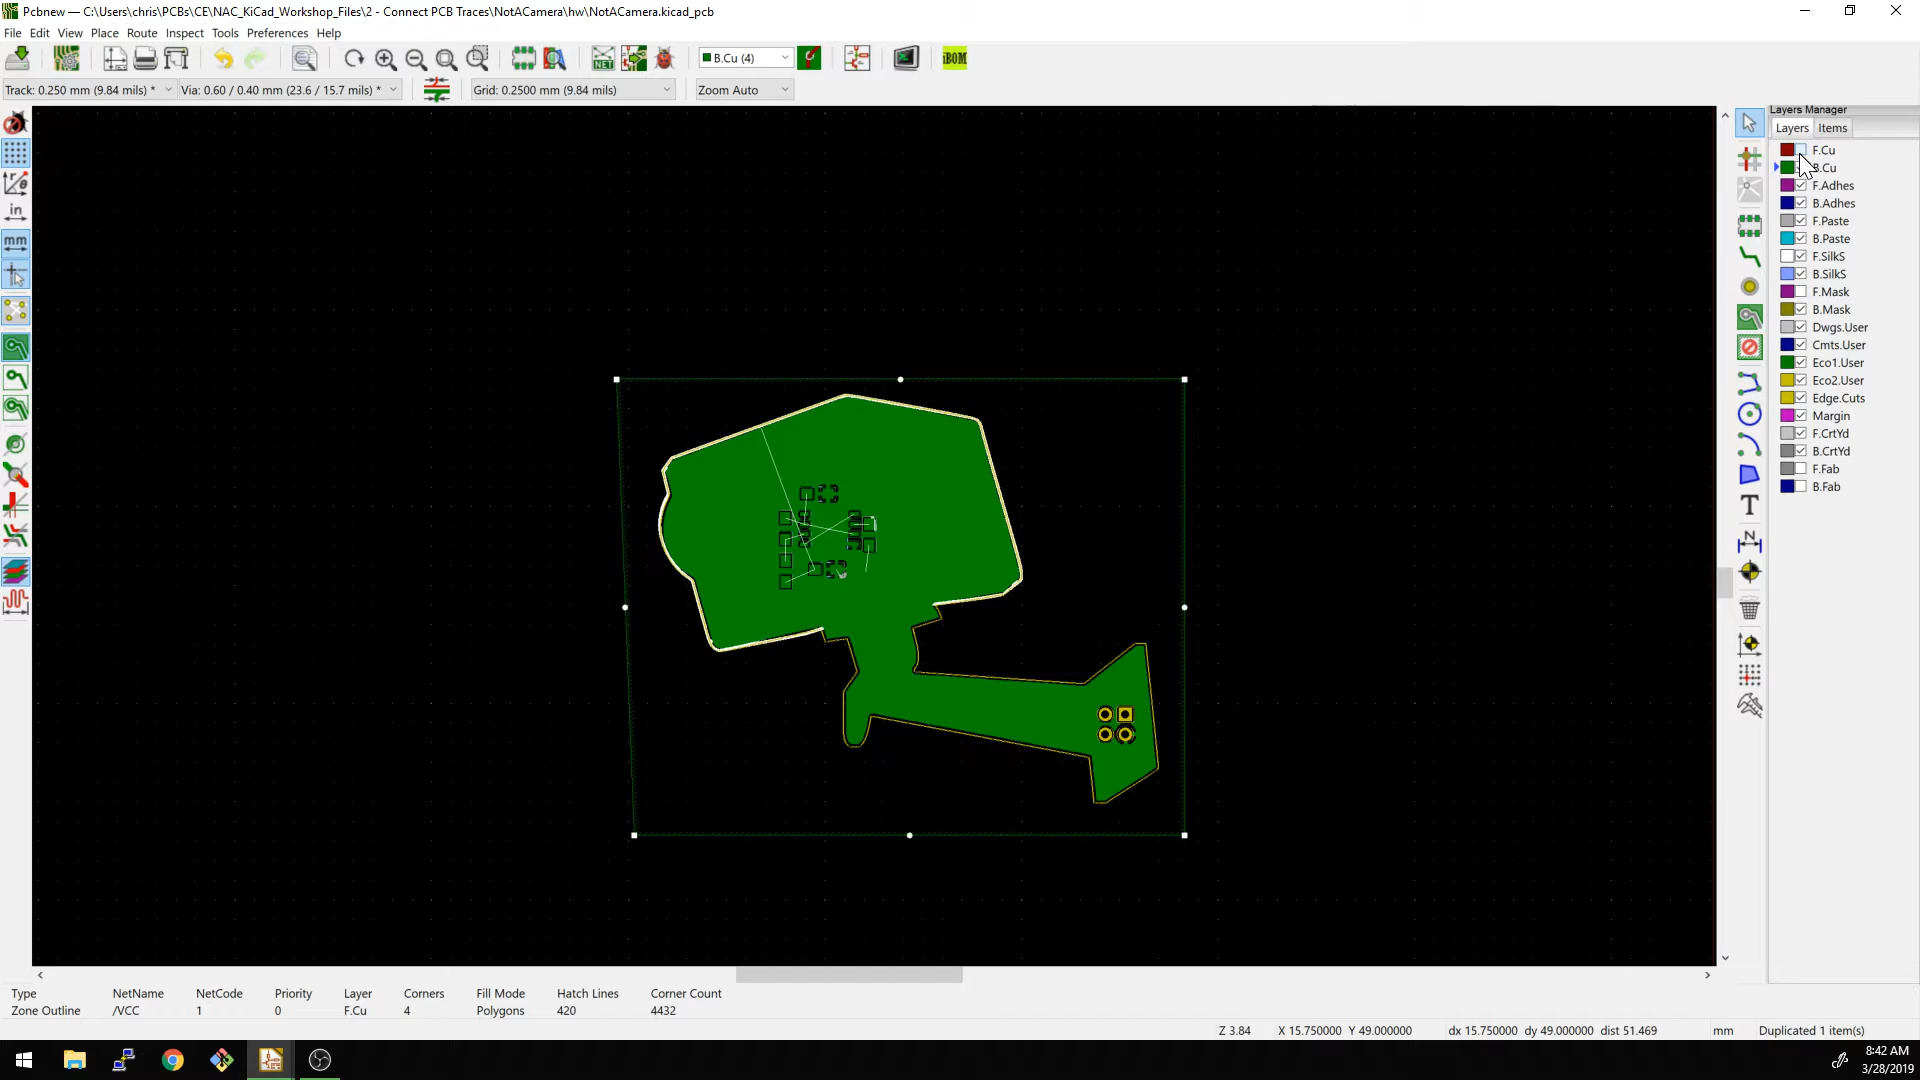 Pcbnew — C:\Users\chris\PCBs\CE\NAC_KiCad_Workshop_Files\2 - Connect PCB Traces\NotACamera\hw\NotACamera.kicad_pcb
File Edit View Place Route Inspect Tools Preferences Help
NET B.Cu (4) iBOM
Track: 0.250 mm (9.84 mils) * Via: 0.60 / 0.40 mm (23.6 / 15.7 mils) * Grid: 0.2500 mm (9.84 mils) Zoom Auto
Layers Manager
Layers Items
F.Cu
B.Cu
F.Adhes
B.Adhes
F.Paste
B.Paste
F.SilkS
B.SilkS
F.Mask
B.Mask
Dwgs.User
Cmts.User
Eco1.User
Eco2.User
Edge.Cuts
Margin
F.CrtYd
B.CrtYd
F.Fab
B.Fab
in
mm
T
N
Type NetName NetCode Priority Layer Corners Fill Mode Hatch Lines Corner Count
Zone Outline /VCC 1 0 F.Cu 4 Polygons 420 4432
Z 3.84 X 15.750000 Y 49.000000 dx 15.750000 dy 49.000000 dist 51.469 mm Duplicated 1 item(s)
8:42 AM
3/28/2019